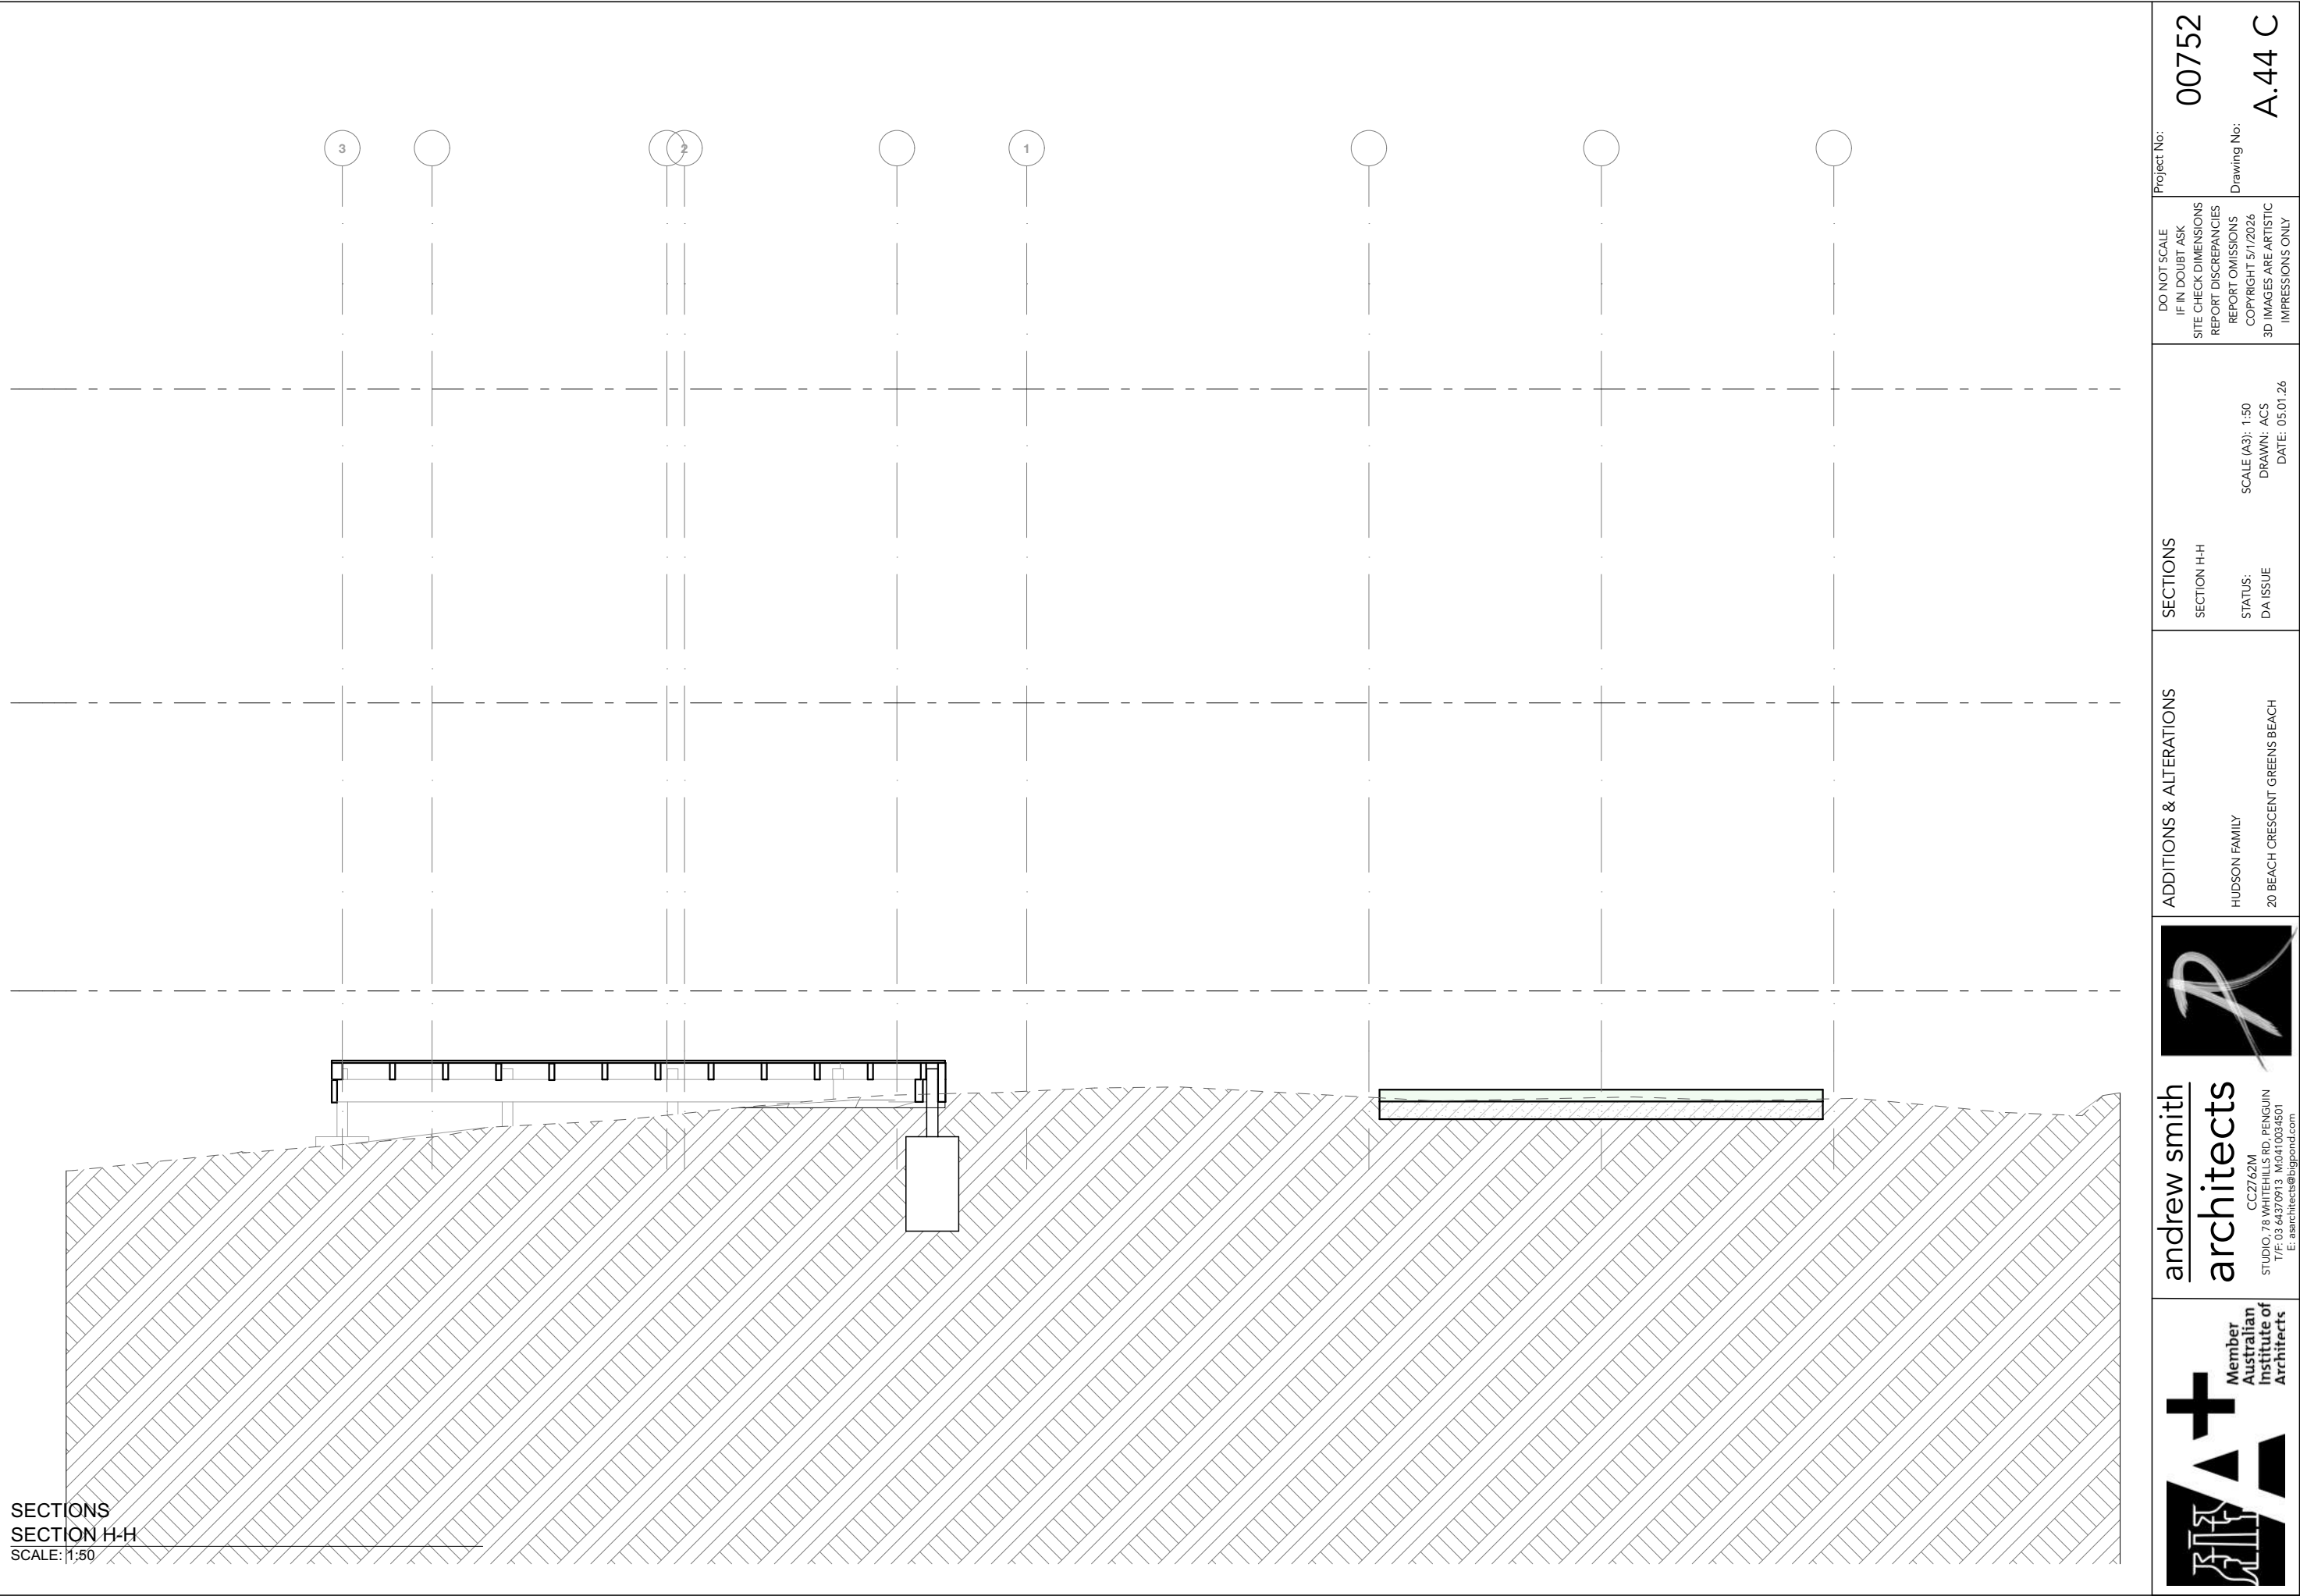 3
2
1
SECTIONS
SECTION H-H
SCALE: 1:50
Project No:
00752
Drawing No:
A.44 C
DO NOT SCALE
IF IN DOUBT ASK
SITE CHECK DIMENSIONS
REPORT DISCREPANCIES
REPORT OMISSIONS
COPYRIGHT 5/1/2026
3D IMAGES ARE ARTISTIC
IMPRESSIONS ONLY
SECTIONS
SECTION H-H
STATUS:
DA ISSUE
SCALE (A3): 1:50
DRAWN: ACS
DATE: 05.01.26
ADDITIONS & ALTERATIONS
HUDSON FAMILY
20 BEACH CRESCENT GREENS BEACH
andrew smith
architects
CC2762M
STUDIO, 78 WHITEHILLS RD, PENGUIN
T/F: 03 64370913 M:0410034501
E: asarchitects@bigpond.com
A+
Member
Australian
Institute of
Architects